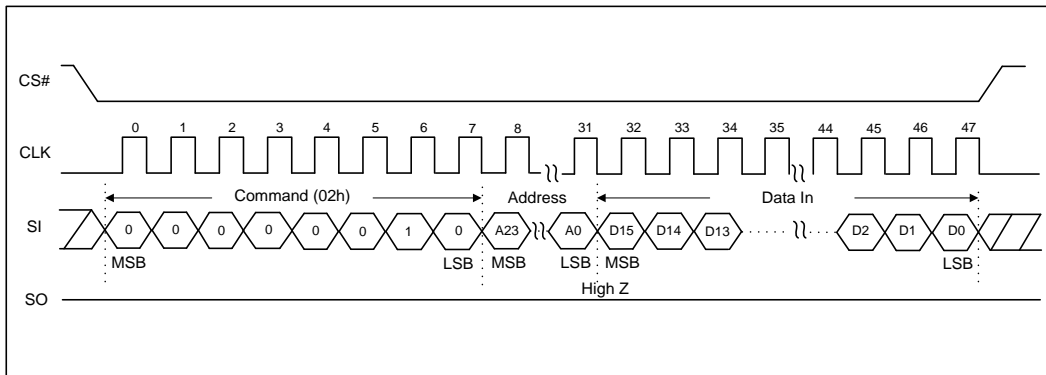 CS#
0 1 2 3 4 5 6 7 8 31 32 33 34 35 44 45 46 47
CLK
Command (02h) Address Data In
SI 0 0 0 0 0 0 1 0 A23 A0 D15 D14 D13 D2 D1 D0
MSB LSB MSB LSB MSB LSB
High Z
SO